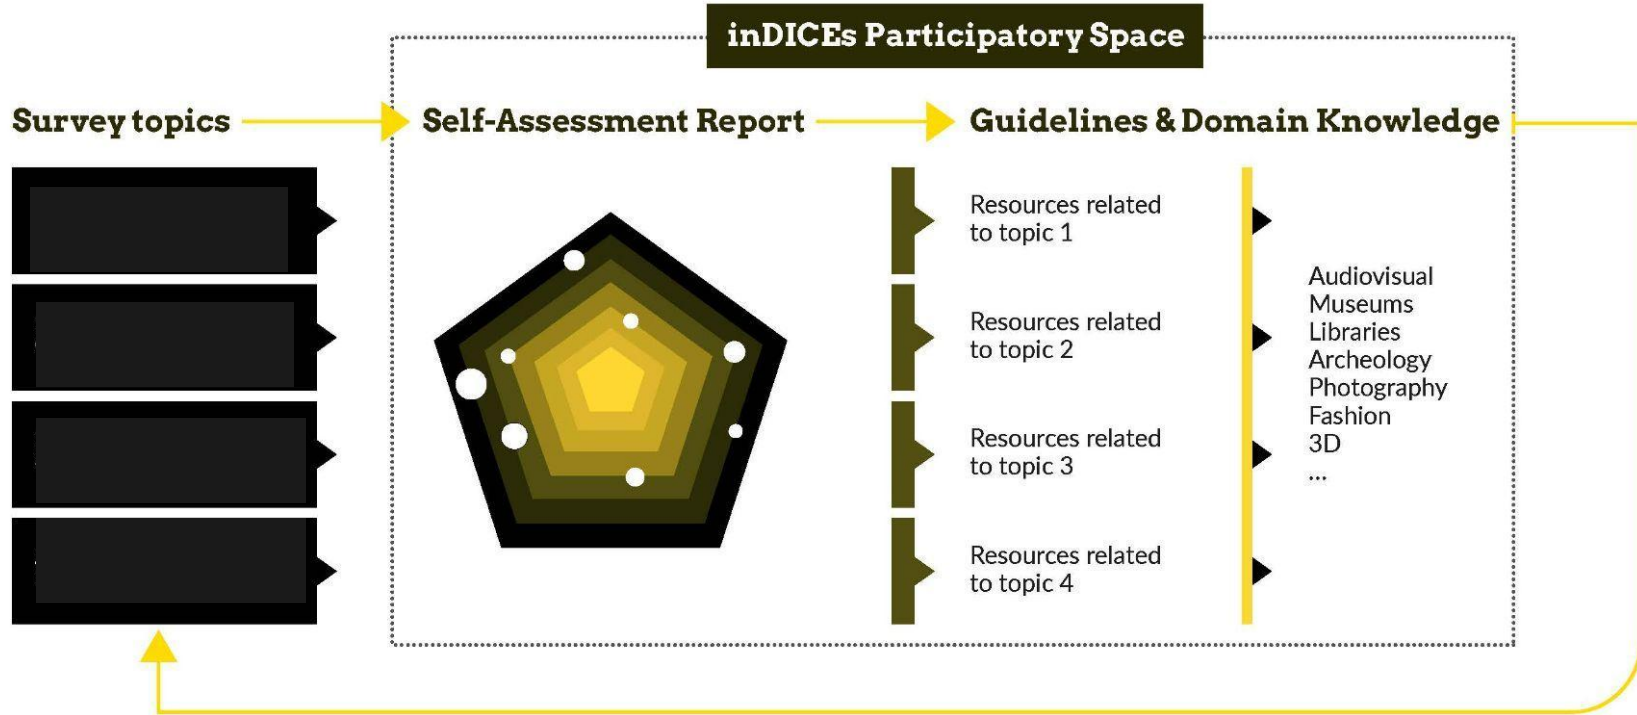 inDICEs Participatory Space
Survey topics
Self-Assessment Report
Guidelines & Domain Knowledge
Resources related
to topic 1
Resources related
to topic 2
Resources related
to topic 3
Resources related
to topic 4
Audiovisual
Museums
Libraries
Archeology
Photography
Fashion
3D
...